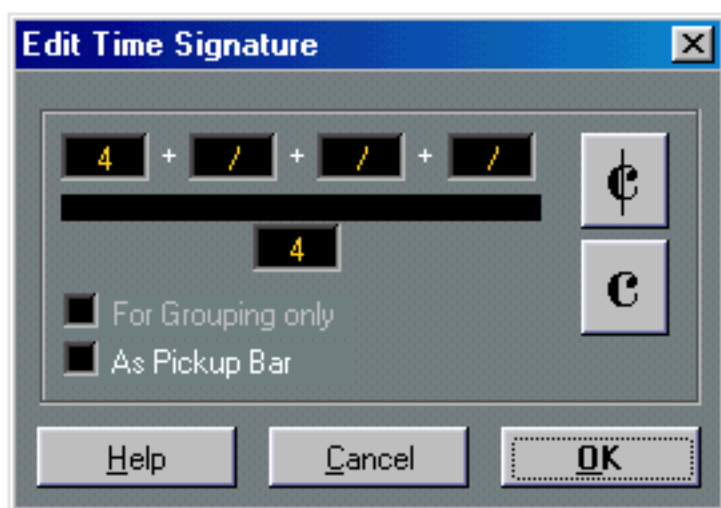 Edit Time Signature
4 + / + / + /
4
For Grouping only
As Pickup Bar
Help Cancel OK